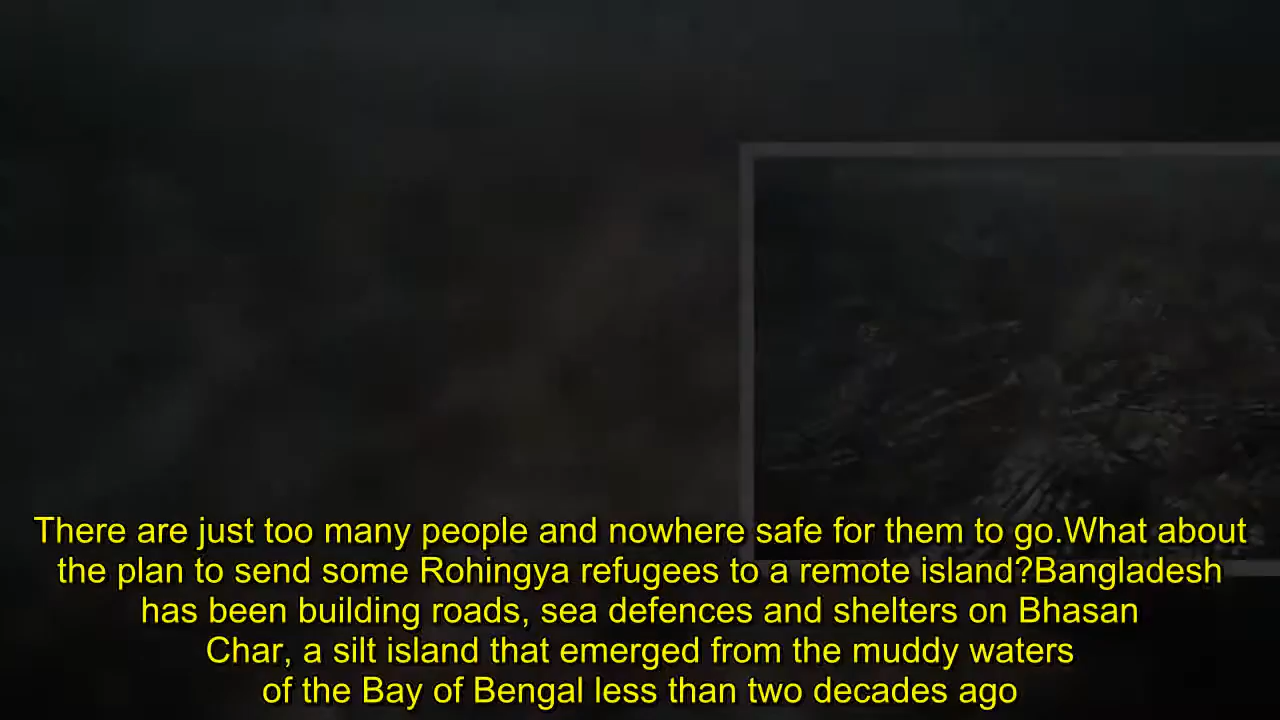 There are just too many people and nowhere safe for them to go.What about
the plan to send some Rohingya refugees to a remote island?Bangladesh
has been building roads, sea defences and shelters on Bhasan
Char, a silt island that emerged from the muddy waters
of the Bay of Bengal less than two decades ago